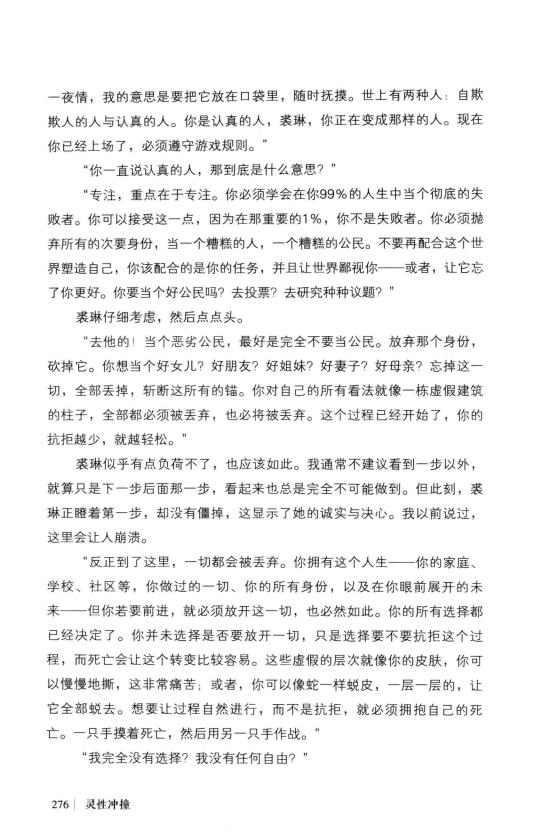 一夜情，我的意思是要把它放在口袋里，随时抚摸。世上有两种人：自欺
欺人的人与认真的人。你是认真的人，裘琳，你正在变成那样的人。现在
你已经上场了，必须遵守游戏规则。”
“你一直说认真的人，那到底是什么意思？”
“专注，重点在于专注。你必须学会在你99%的人生中当个彻底的失
败者。你可以接受这一点，因为在那重要的1%，你不是失败者。你必须抛
弃所有的次要身份，当一个糟糕的人，一个糟糕的公民。不要再配合这个世
界塑造自己，你该配合的是你的任务，并且让世界鄙视你——或者，让它忘
了你更好。你要当个好公民吗？去投票？去研究种种议题？”
裘琳仔细考虑，然后点点头。
“去他的！当个恶劣公民，最好是完全不要当公民。放弃那个身份，
砍掉它。你想当个好女儿？好朋友？好姐妹？好妻子？好母亲？忘掉这一
切，全部丢掉，斩断这所有的锚。你对自己的所有看法就像一栋虚假建筑
的柱子，全部都必须被丢弃，也必将被丢弃。这个过程已经开始了，你的
抗拒越少，就越轻松。”
裘琳似乎有点负荷不了，也应该如此。我通常不建议看到一步以外，
就算只是下一步后面那一步，看起来也总是完全不可能做到。但此刻，裘
琳正瞪着第一步，却没有僵掉，这显示了她的诚实与决心。我以前说过，
这里会让人崩溃。
“反正到了这里，一切都会被丢弃。你拥有这个人生——你的家庭、
学校、社区等，你做过的一切、你的所有身份，以及在你眼前展开的未
来——但你若要前进，就必须放开这一切，也必然如此。你的所有选择都
已经决定了。你并未选择是否要放开一切，只是选择要不要抗拒这个过
程，而死亡会让这个转变比较容易。这些虚假的层次就像你的皮肤，你可
以慢慢地撕，这非常痛苦；或者，你可以像蛇一样蜕皮，一层一层的，让
它全部蜕去。想要让过程自然进行，而不是抗拒，就必须拥抱自己的死
亡。一只手摸着死亡，然后用另一只手作战。”
“我完全没有选择？我没有任何自由？”
276 | 灵性冲撞